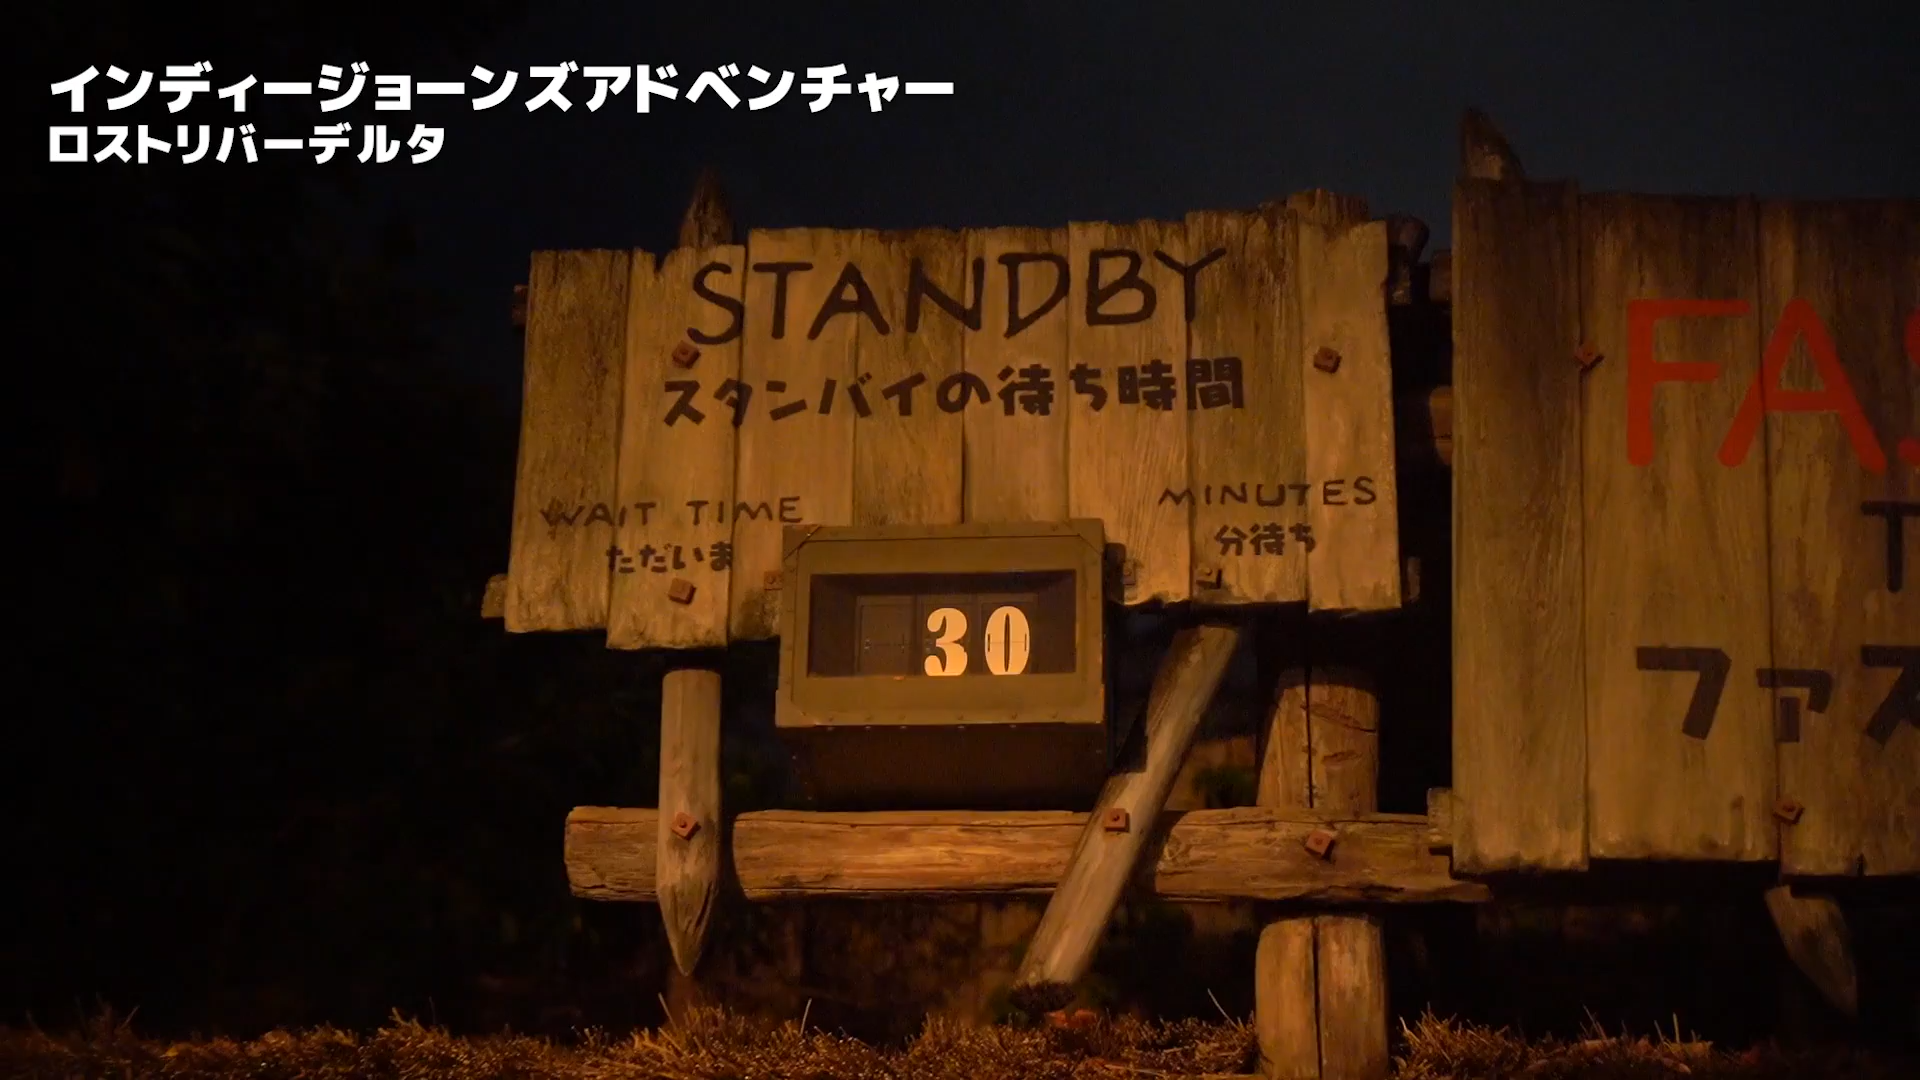 インディージョーンズアドベンチャー
ロストリバーデルタ
STANDBY
スタンバイの待ち時間
WAIT TIME
ただいま
30
MINUTES
分待ち
FA
ファス